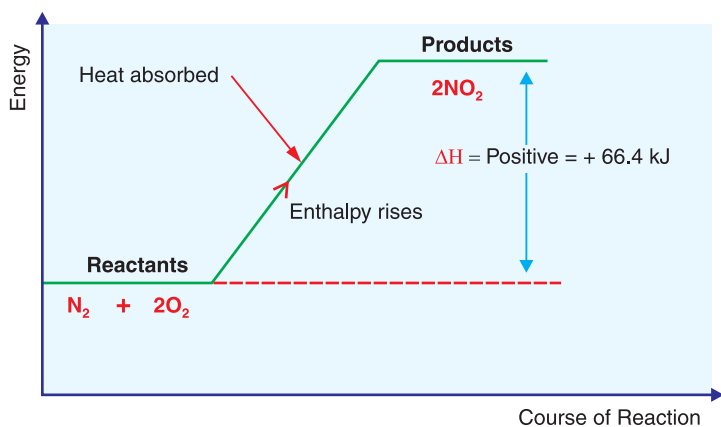 Energy
Products
Heat absorbed
2NO₂
ΔH = Positive = + 66.4 kJ
Enthalpy rises
Reactants
N₂ + 2O₂
Course of Reaction